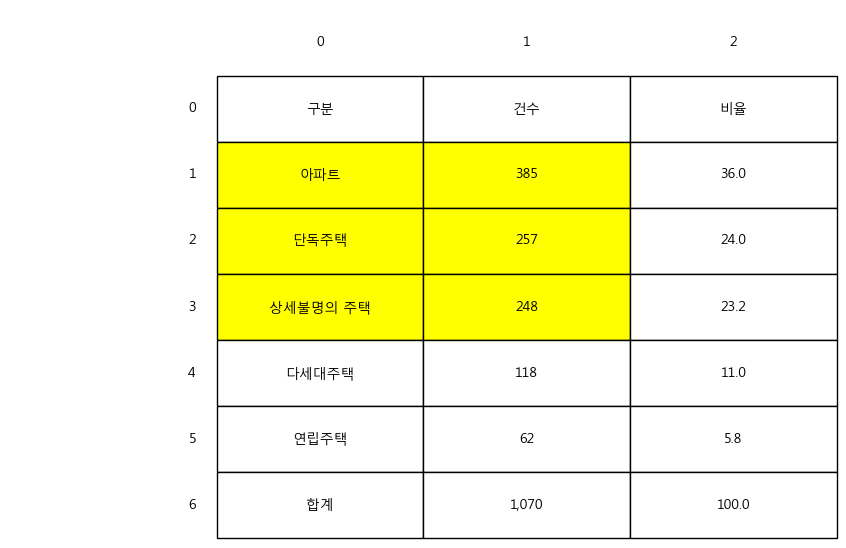 0 1 2
0 구분 건수 비율
1 아파트 385 36.0
2 단독주택 257 24.0
3 상세불명의 주택 248 23.2
4 다세대주택 118 11.0
5 연립주택 62 5.8
6 합계 1,070 100.0